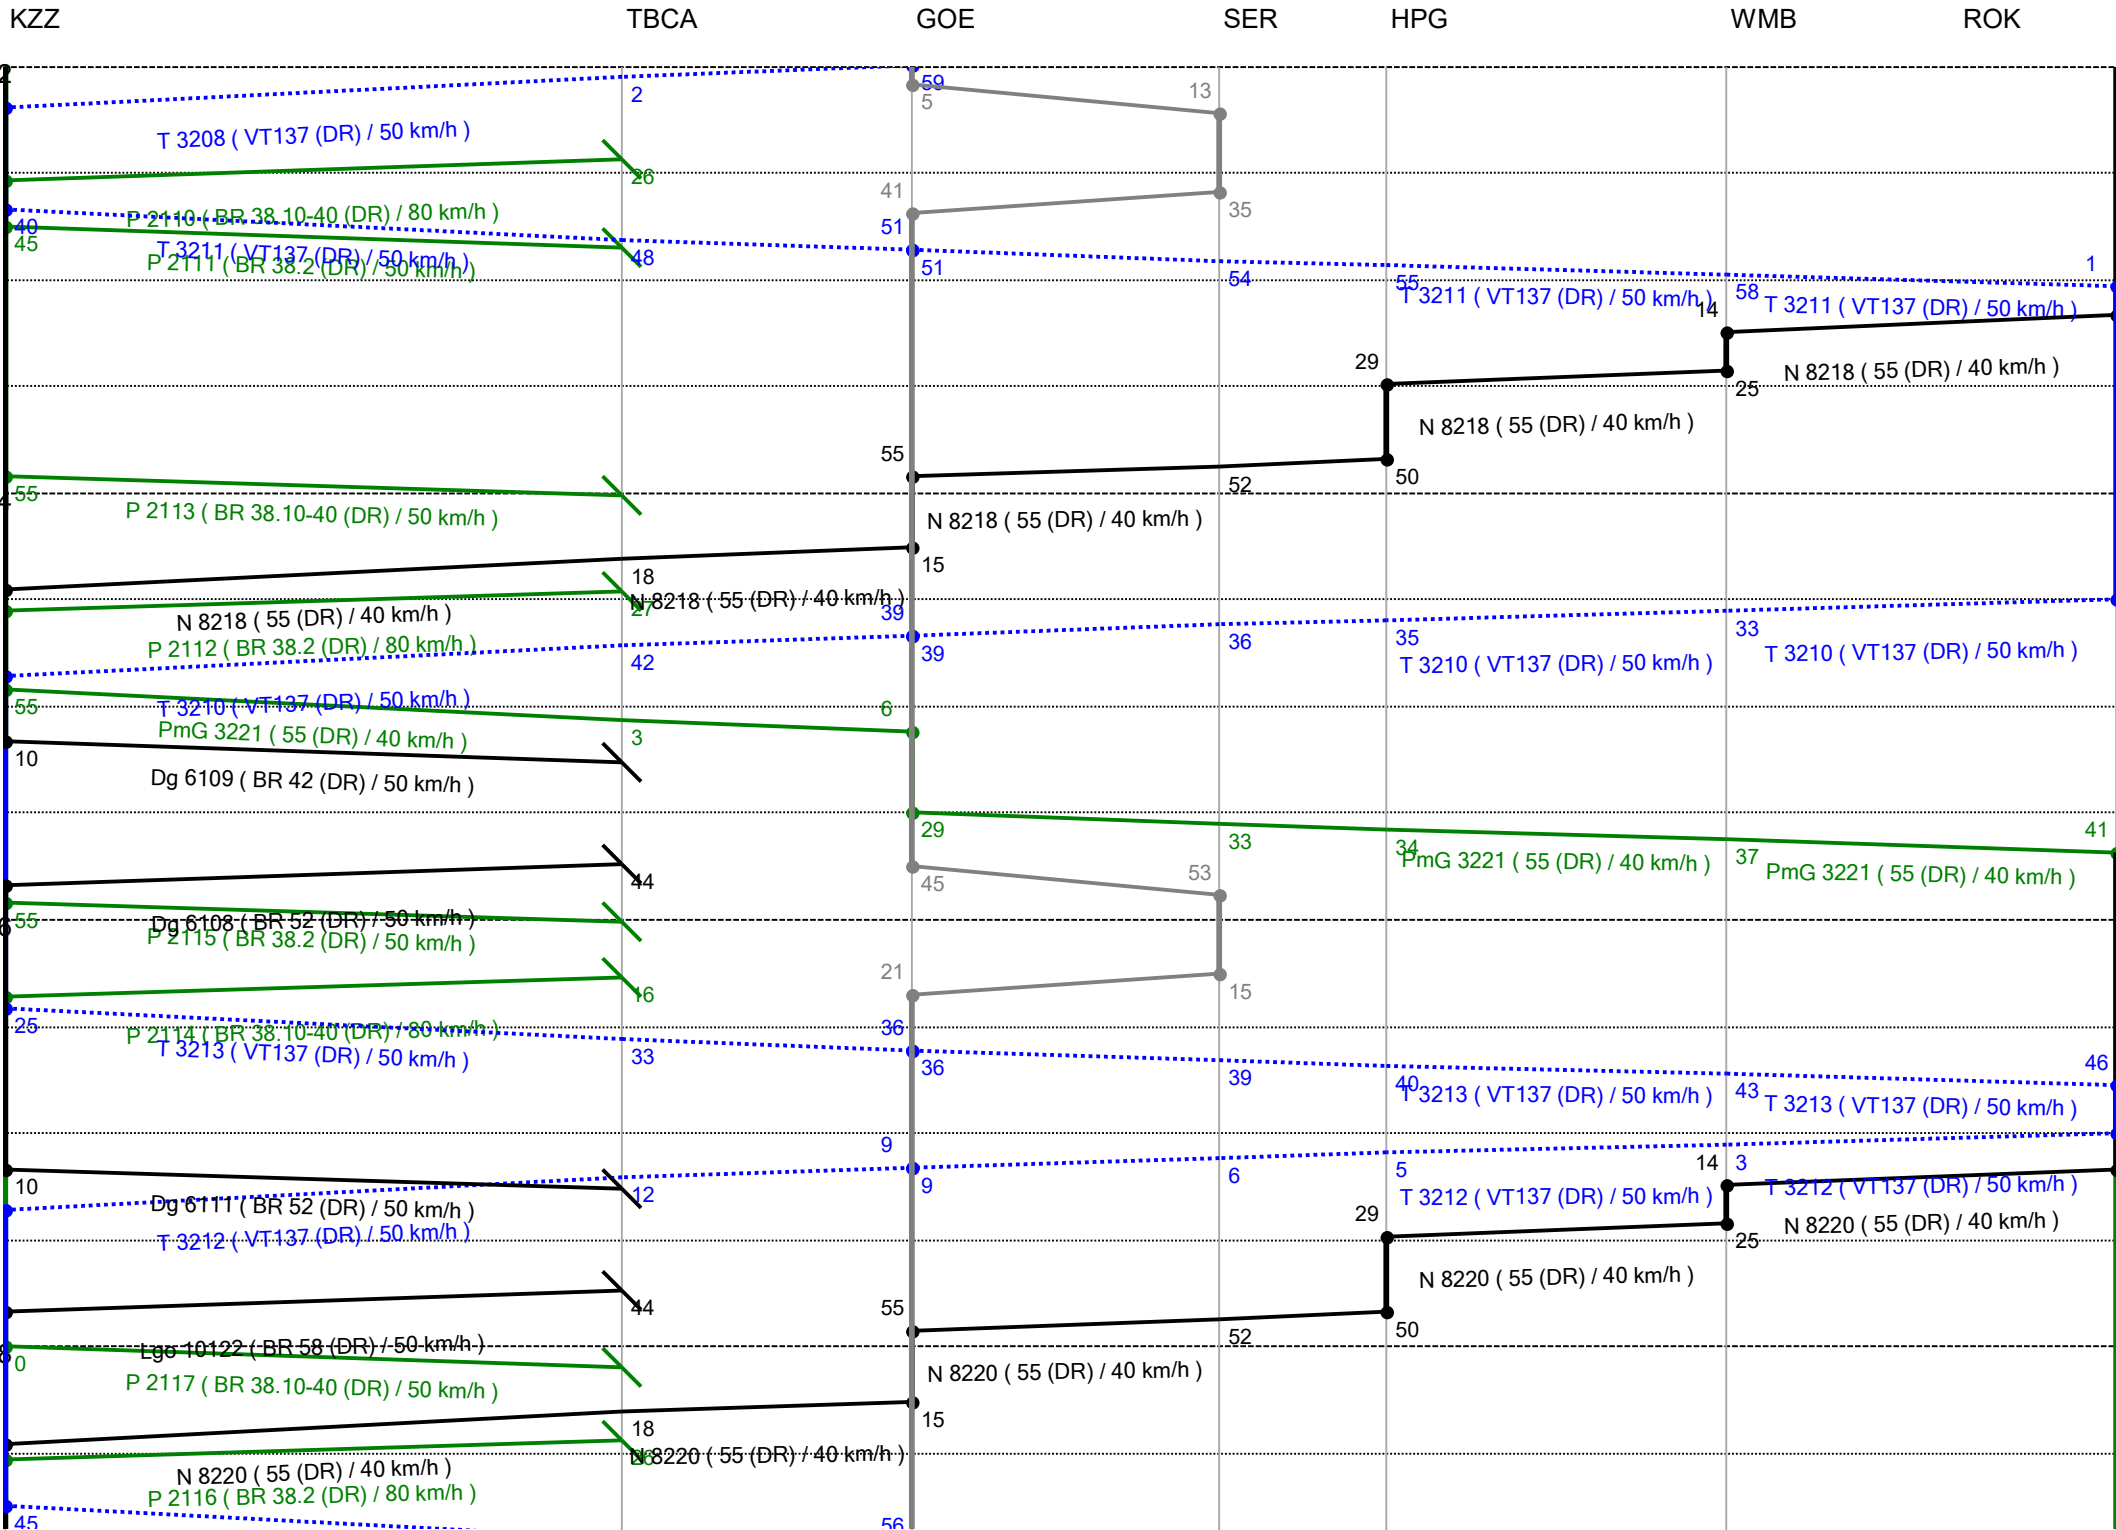 KZZ TBCA GOE SER HPG WMB ROK
2 59
5 13
T 3208 ( VT137 (DR) / 50 km/h )
26
41 35
P 2110 ( BR 38.10-40 (DR) / 80 km/h )
40 51
45
T 3211 ( VT137 (DR) / 50 km/h )
P 2111 ( BR 38.2 (DR) / 50 km/h )
48 51 54 55 58 1
T 3211 ( VT137 (DR) / 50 km/h )
T 3211 ( VT137 (DR) / 50 km/h )
14
29 25
N 8218 ( 55 (DR) / 40 km/h )
N 8218 ( 55 (DR) / 40 km/h )
55 52 50
55
P 2113 ( BR 38.10-40 (DR) / 50 km/h )
N 8218 ( 55 (DR) / 40 km/h )
18 15
N 8218 ( 55 (DR) / 40 km/h )
27 39
N 8218 ( 55 (DR) / 40 km/h )
P 2112 ( BR 38.2 (DR) / 80 km/h )
42 39 36 35 33
T 3210 ( VT137 (DR) / 50 km/h )
T 3210 ( VT137 (DR) / 50 km/h )
T 3210 ( VT137 (DR) / 50 km/h )
55 6
PmG 3221 ( 55 (DR) / 40 km/h )
3
10
Dg 6109 ( BR 42 (DR) / 50 km/h )
29 33 34 37 41
PmG 3221 ( 55 (DR) / 40 km/h )
PmG 3221 ( 55 (DR) / 40 km/h )
44 45 53
55
Dg 6108 ( BR 52 (DR) / 50 km/h )
P 2115 ( BR 38.2 (DR) / 50 km/h )
16 21 15
25 36
P 2114 ( BR 38.10-40 (DR) / 80 km/h )
T 3213 ( VT137 (DR) / 50 km/h )
33 36 39 40 43 46
T 3213 ( VT137 (DR) / 50 km/h )
T 3213 ( VT137 (DR) / 50 km/h )
9 14 3
10 12 9 6 5
Dg 6111 ( BR 52 (DR) / 50 km/h )
T 3212 ( VT137 (DR) / 50 km/h )
T 3212 ( VT137 (DR) / 50 km/h )
T 3212 ( VT137 (DR) / 50 km/h )
29 25
N 8220 ( 55 (DR) / 40 km/h )
N 8220 ( 55 (DR) / 40 km/h )
44 55 52 50
Lgo 10122 ( BR 58 (DR) / 50 km/h )
0
P 2117 ( BR 38.10-40 (DR) / 50 km/h )
N 8220 ( 55 (DR) / 40 km/h )
18 15
N 8220 ( 55 (DR) / 40 km/h )
N 8220 ( 55 (DR) / 40 km/h )
P 2116 ( BR 38.2 (DR) / 80 km/h )
45 56